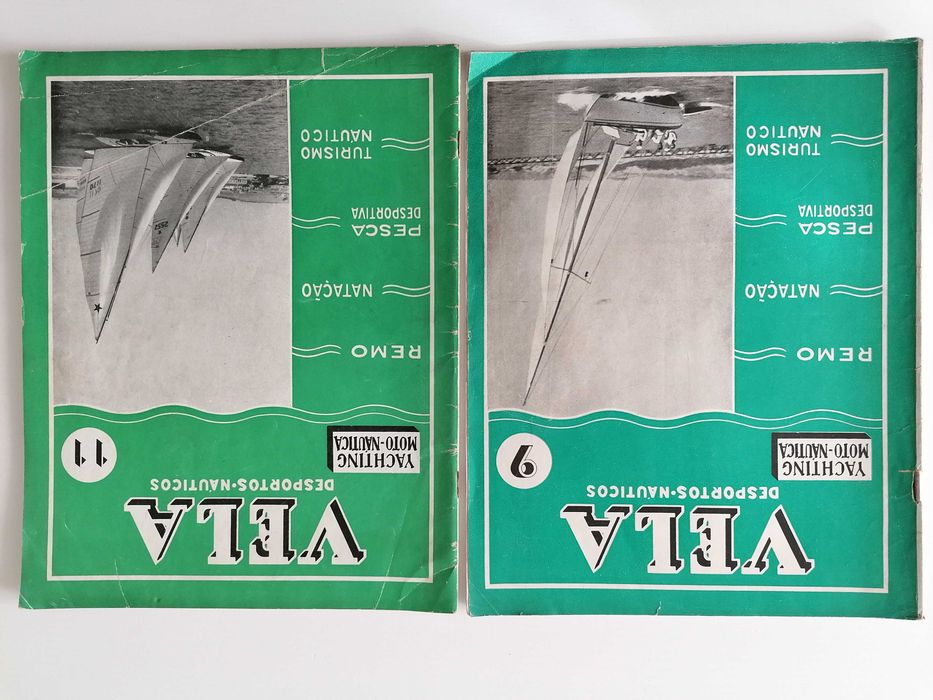 VELA
DESPORTOS-NÁUTICOS
YACHTING
MOTO-NÁUTICA
6
REMO
NATAÇÃO
PESCA
DESPORTIVA
TURISMO
NÁUTICO
VELA
DESPORTOS-NÁUTICOS
YACHTING
MOTO-NÁUTICA
11
REMO
NATAÇÃO
PESCA
DESPORTIVA
TURISMO
NÁUTICO